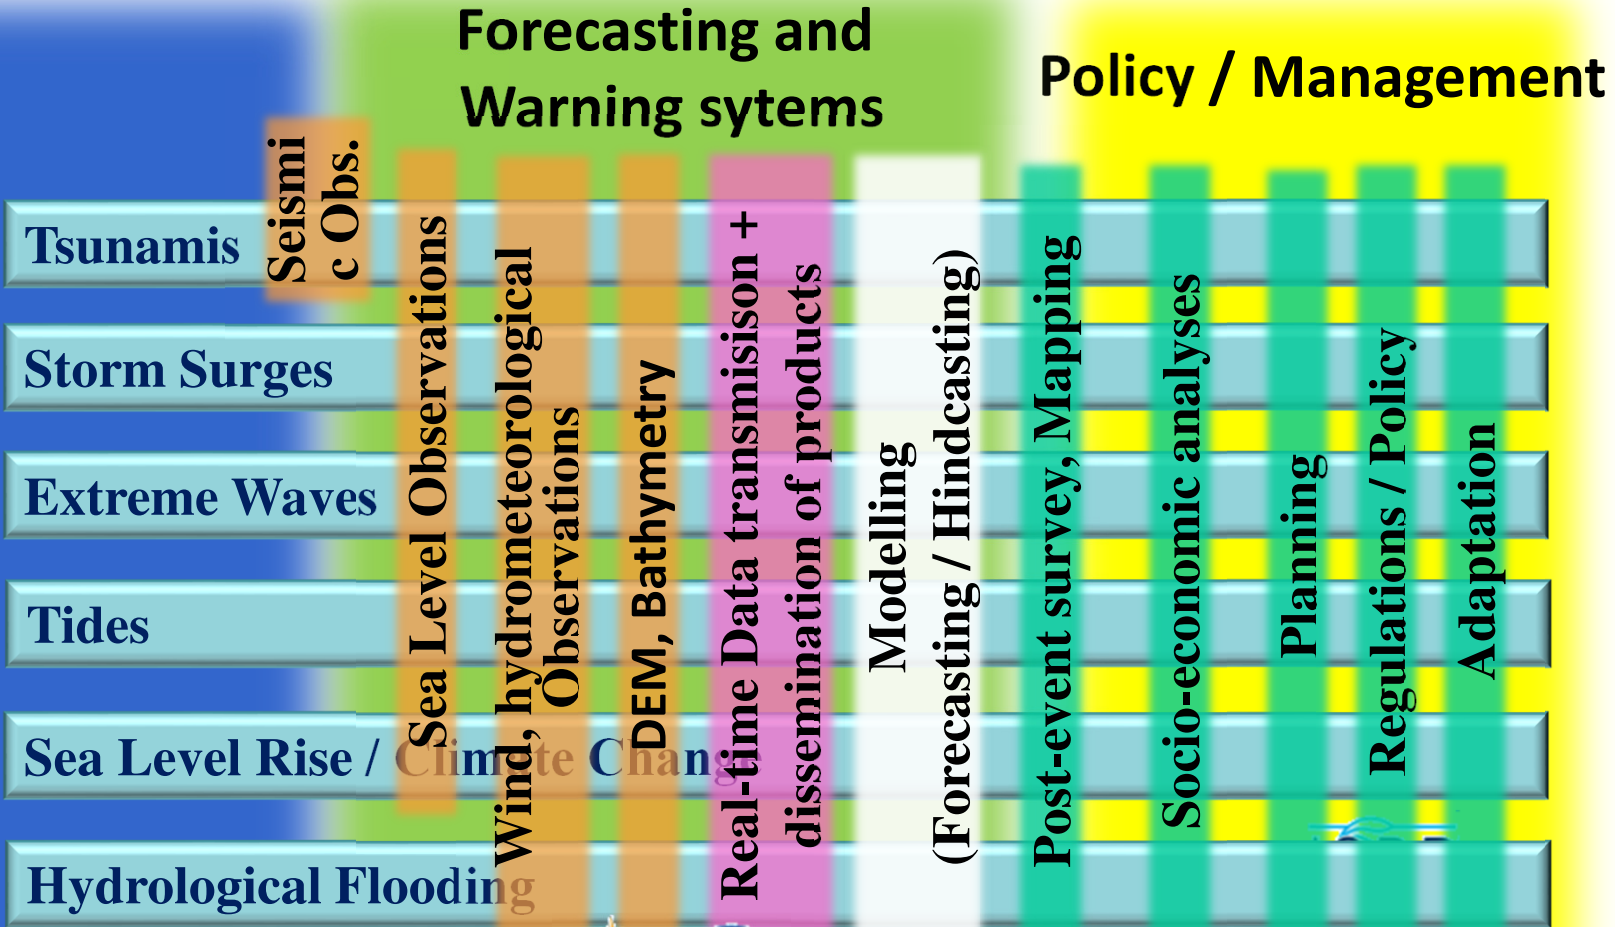 Forecasting and
Warning sytems
Policy / Management
Seismi
c Obs.
Sea Level Observations
Wind, hydrometeorological
Observations
DEM, Bathymetry
Real-time Data transmisison +
dissemination of products
Modelling
(Forecasting / Hindcasting)
Post-event survey, Mapping
Socio-economic analyses
Planning
Regulations / Policy
Adaptation
Tsunamis
Storm Surges
Extreme Waves
Tides
Sea Level Rise / Climate Change
Hydrological Flooding